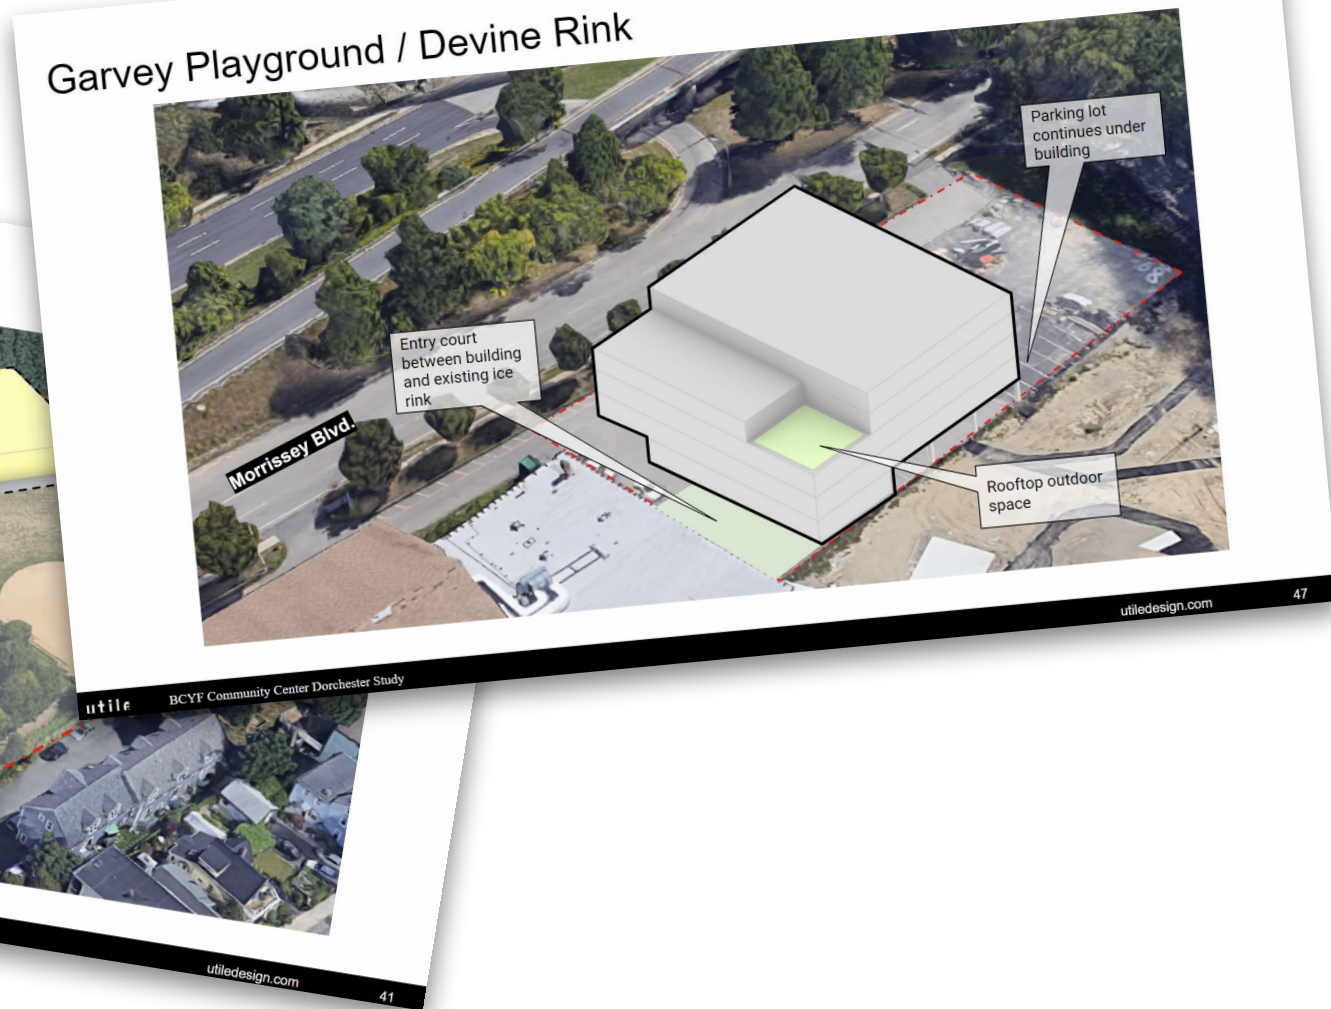 Garvey Playground / Devine Rink
Parking lot
continues under
building
Entry court
between building
and existing ice
rink
Morrissey Blvd.
Rooftop outdoor
space
utiledesign.com
47
utile
BCYF Community Center Dorchester Study
utiledesign.com
41